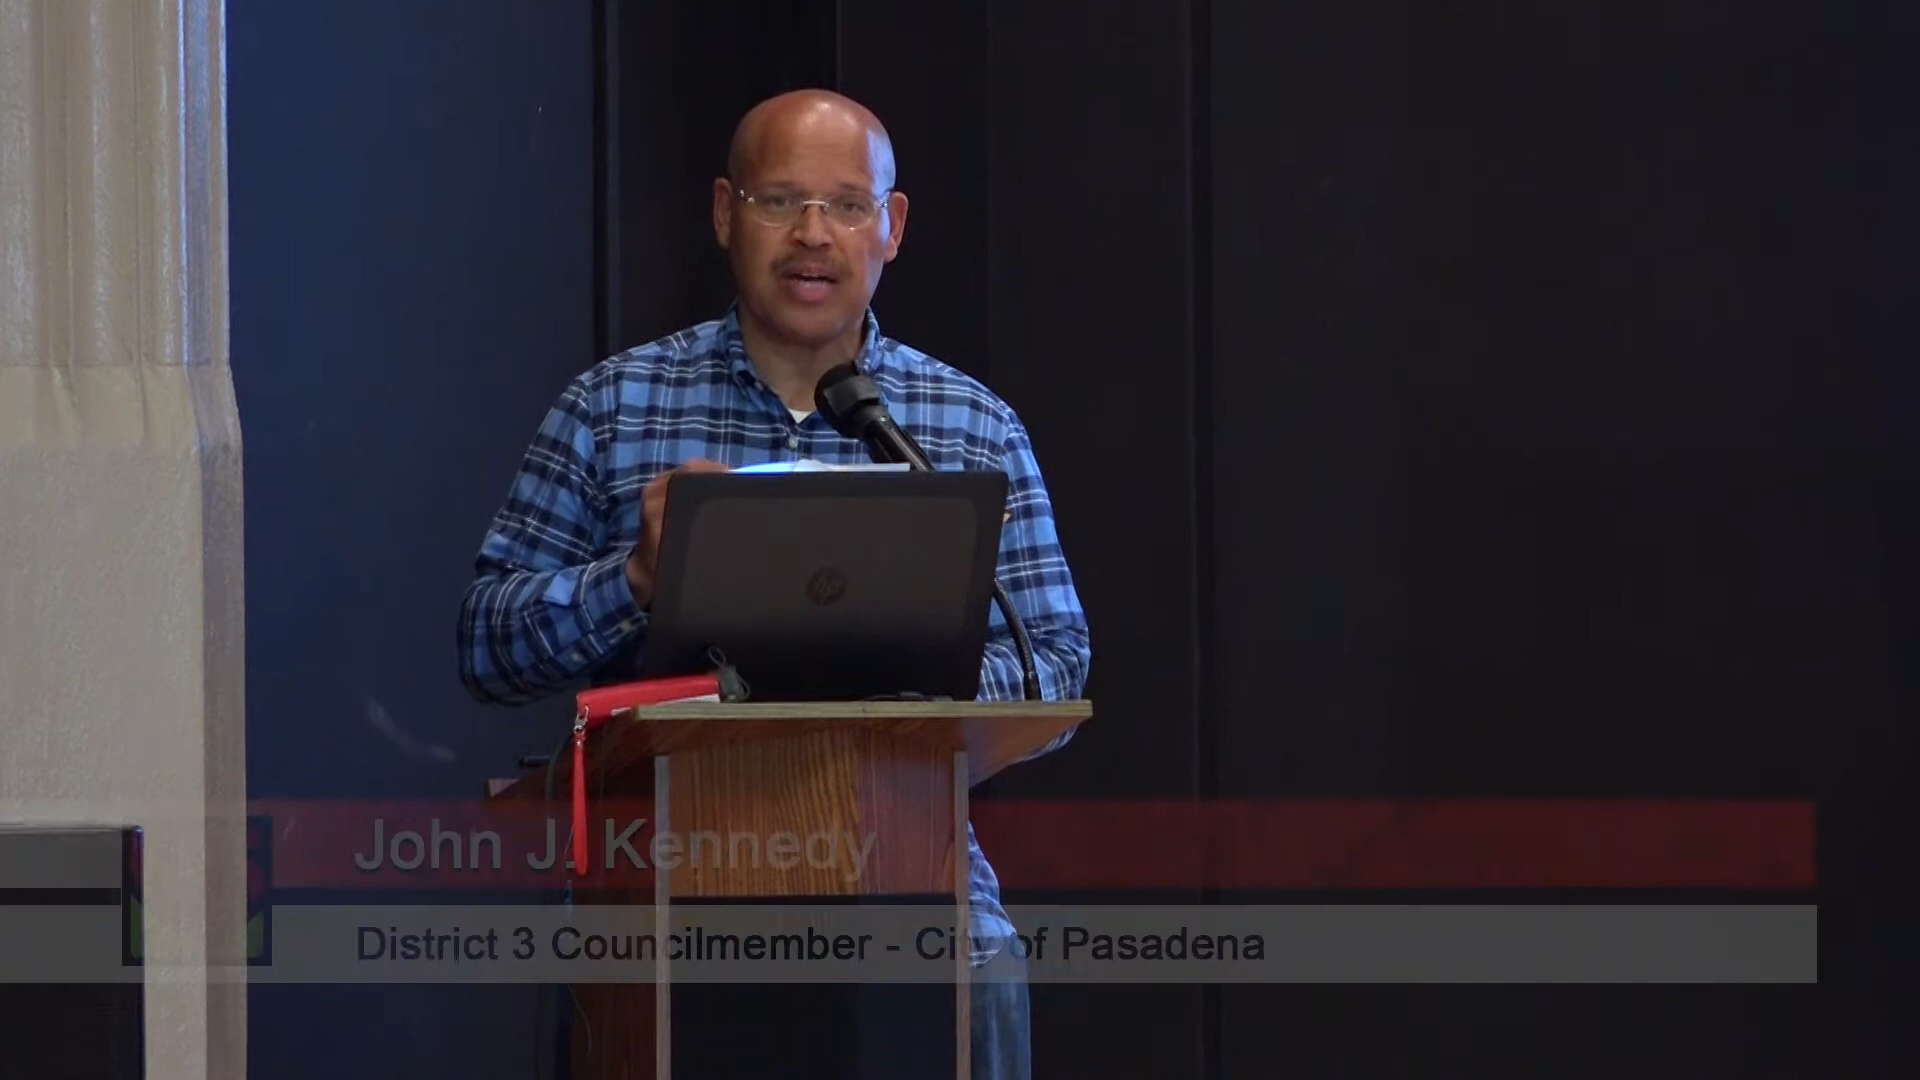 John J. Kennedy
District 3 Councilmember - City of Pasadena